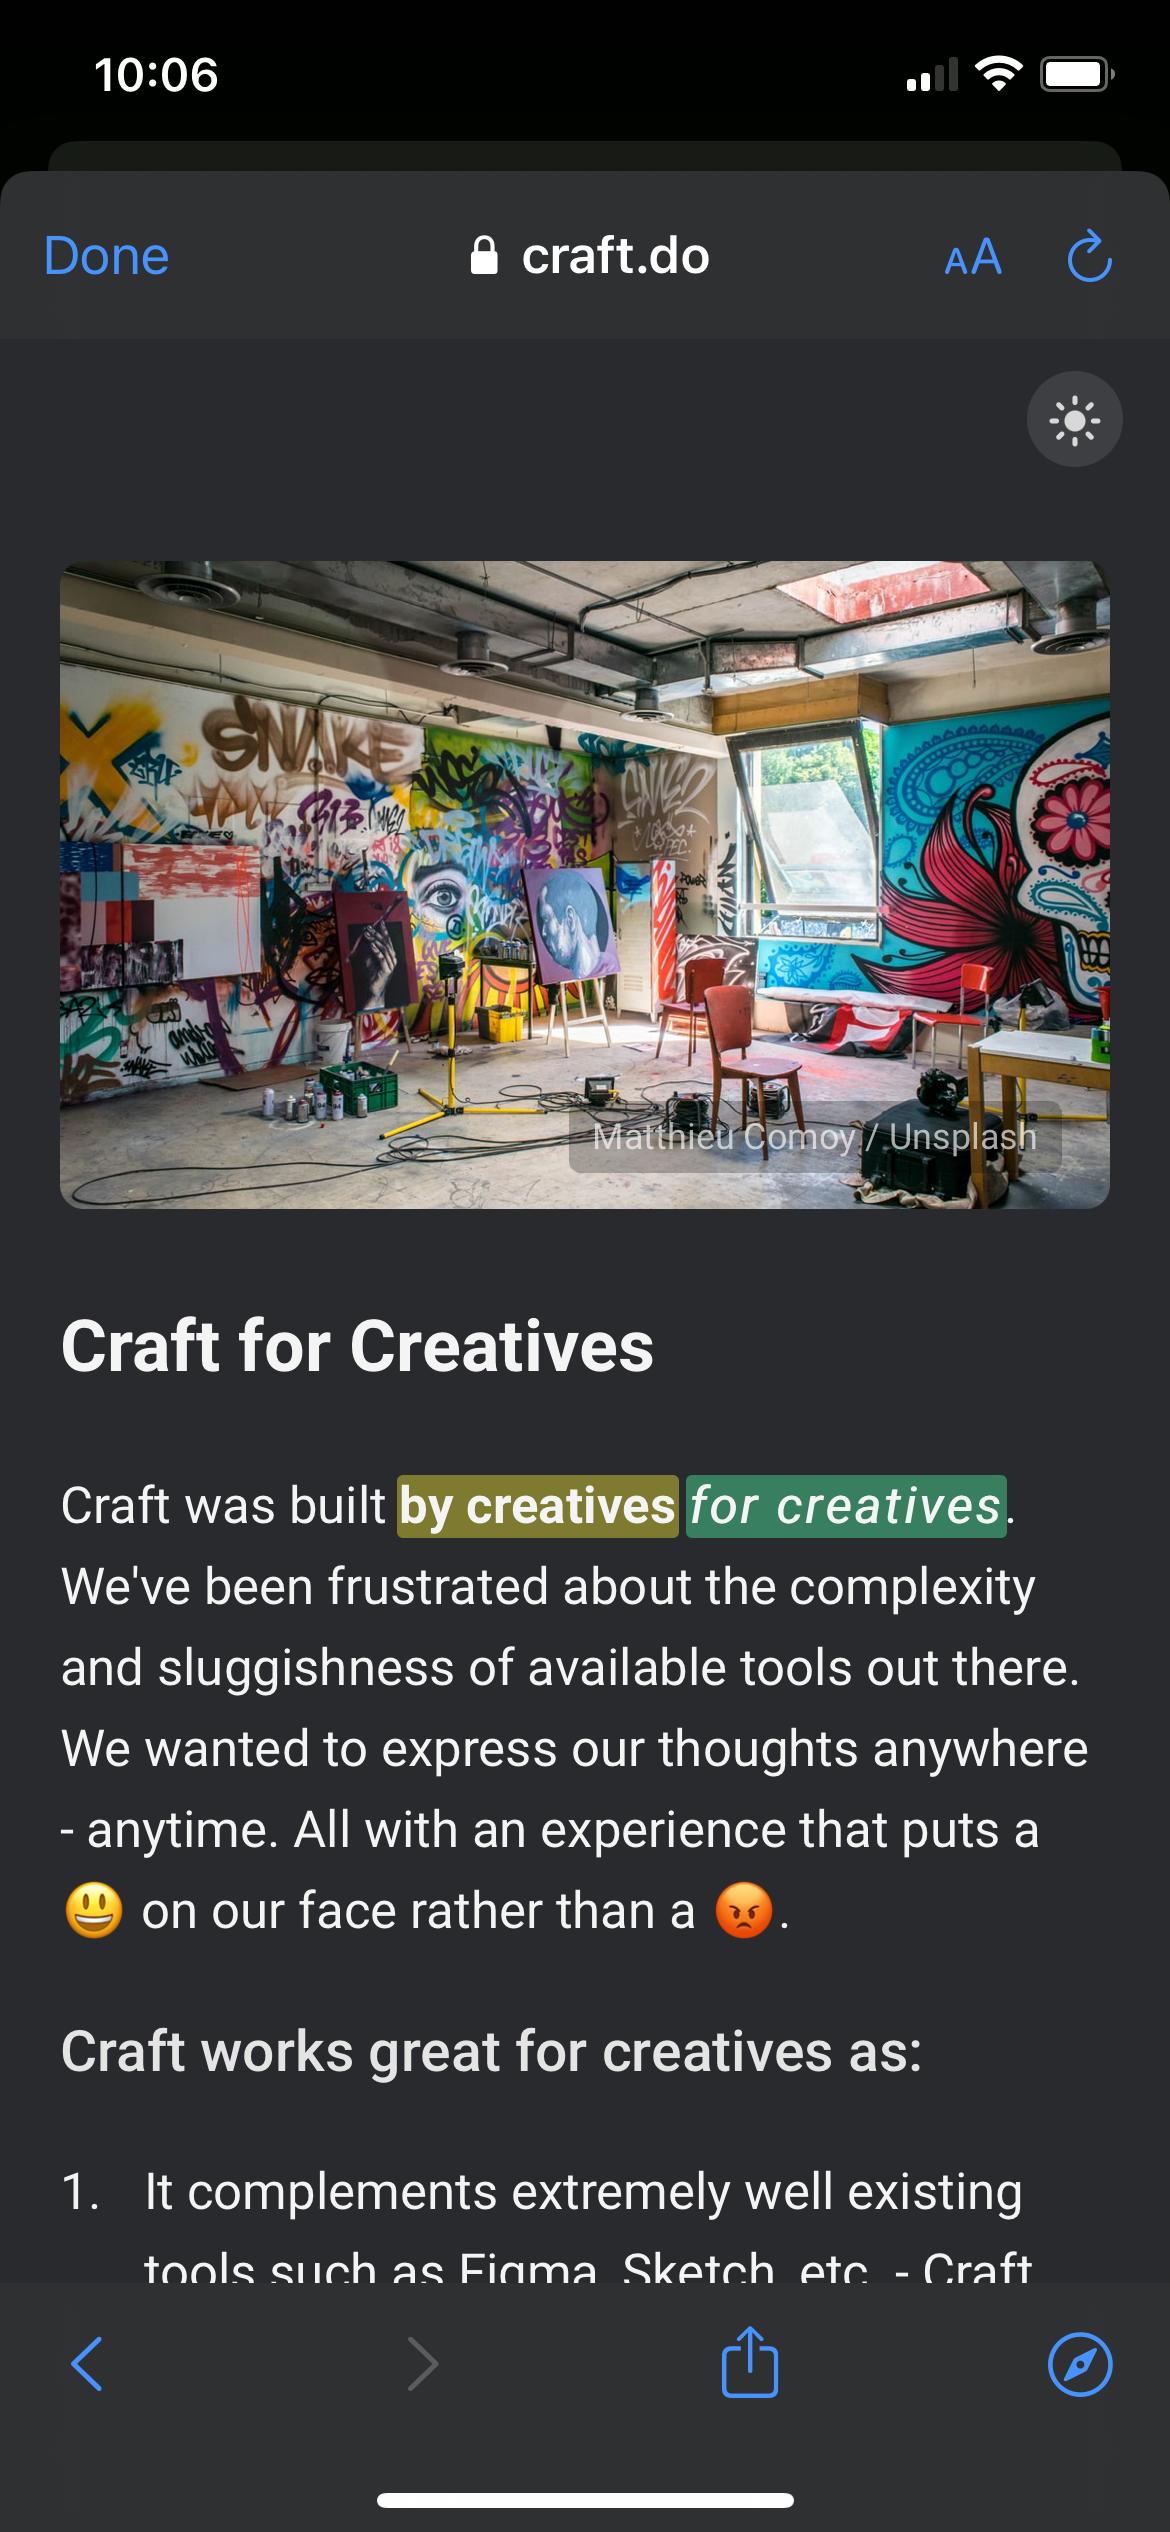 10:06
Done
craft.do
AA
SNAKE
Matthieu Comoy / Unsplash
Craft for Creatives
Craft was built by creatives for creatives.
We've been frustrated about the complexity
and sluggishness of available tools out there.
We wanted to express our thoughts anywhere
- anytime. All with an experience that puts a
😃 on our face rather than a 😡.
Craft works great for creatives as:
1. It complements extremely well existing
tools such as Figma, Sketch, etc. - Craft